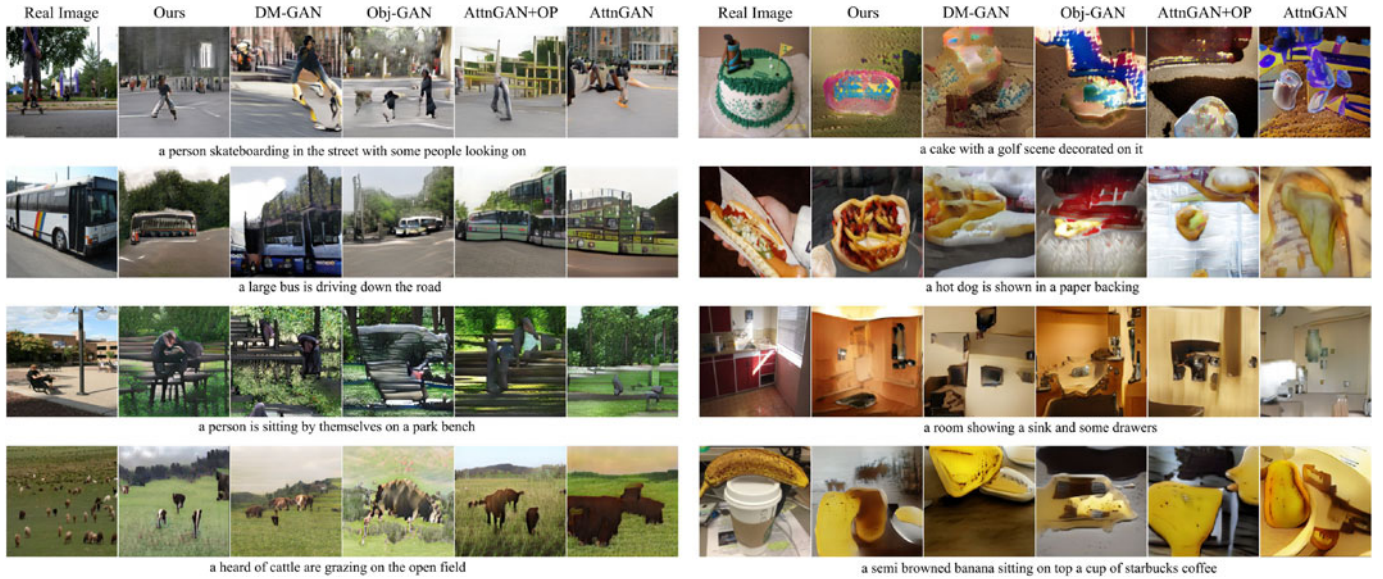 Real Image Ours DM-GAN Obj-GAN AttnGAN+OP AttnGAN
a person skateboarding in the street with some people looking on
a large bus is driving down the road
a person is sitting by themselves on a park bench
a heard of cattle are grazing on the open field
Real Image Ours DM-GAN Obj-GAN AttnGAN+OP AttnGAN
a cake with a golf scene decorated on it
a hot dog is shown in a paper backing
a room showing a sink and some drawers
a semi browned banana sitting on top a cup of starbucks coffee